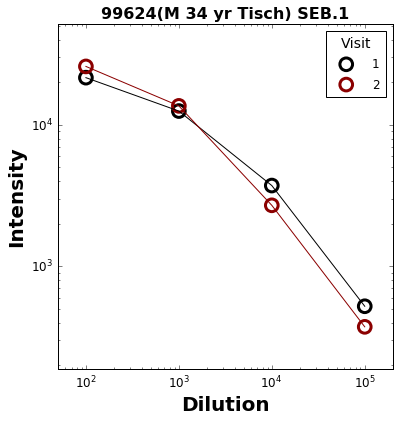 99624(M 34 yr Tisch) SEB.1
Visit
1
2
Intensity
10^4
10^3
10^2 10^3 10^4 10^5
Dilution